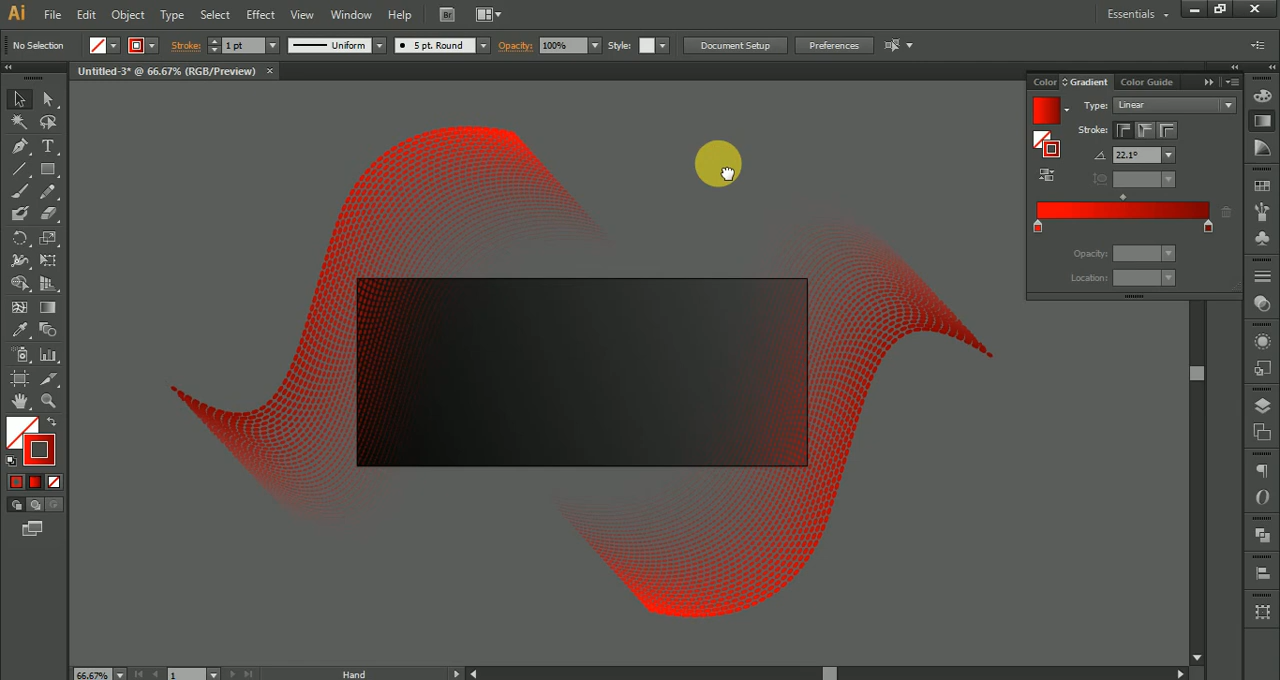 Ai File Edit Object Type Select Effect View Window Help Br Essentials
No Selection Stroke: 1 pt Uniform 5 pt. Round Opacity: 100% Style: Document Setup Preferences
Untitled-3* @ 66.67% (RGB/Preview) ×
Color Gradient Color Guide
Type: Linear
Stroke:
22.1°
Opacity:
Location:
66.67% 1 Hand